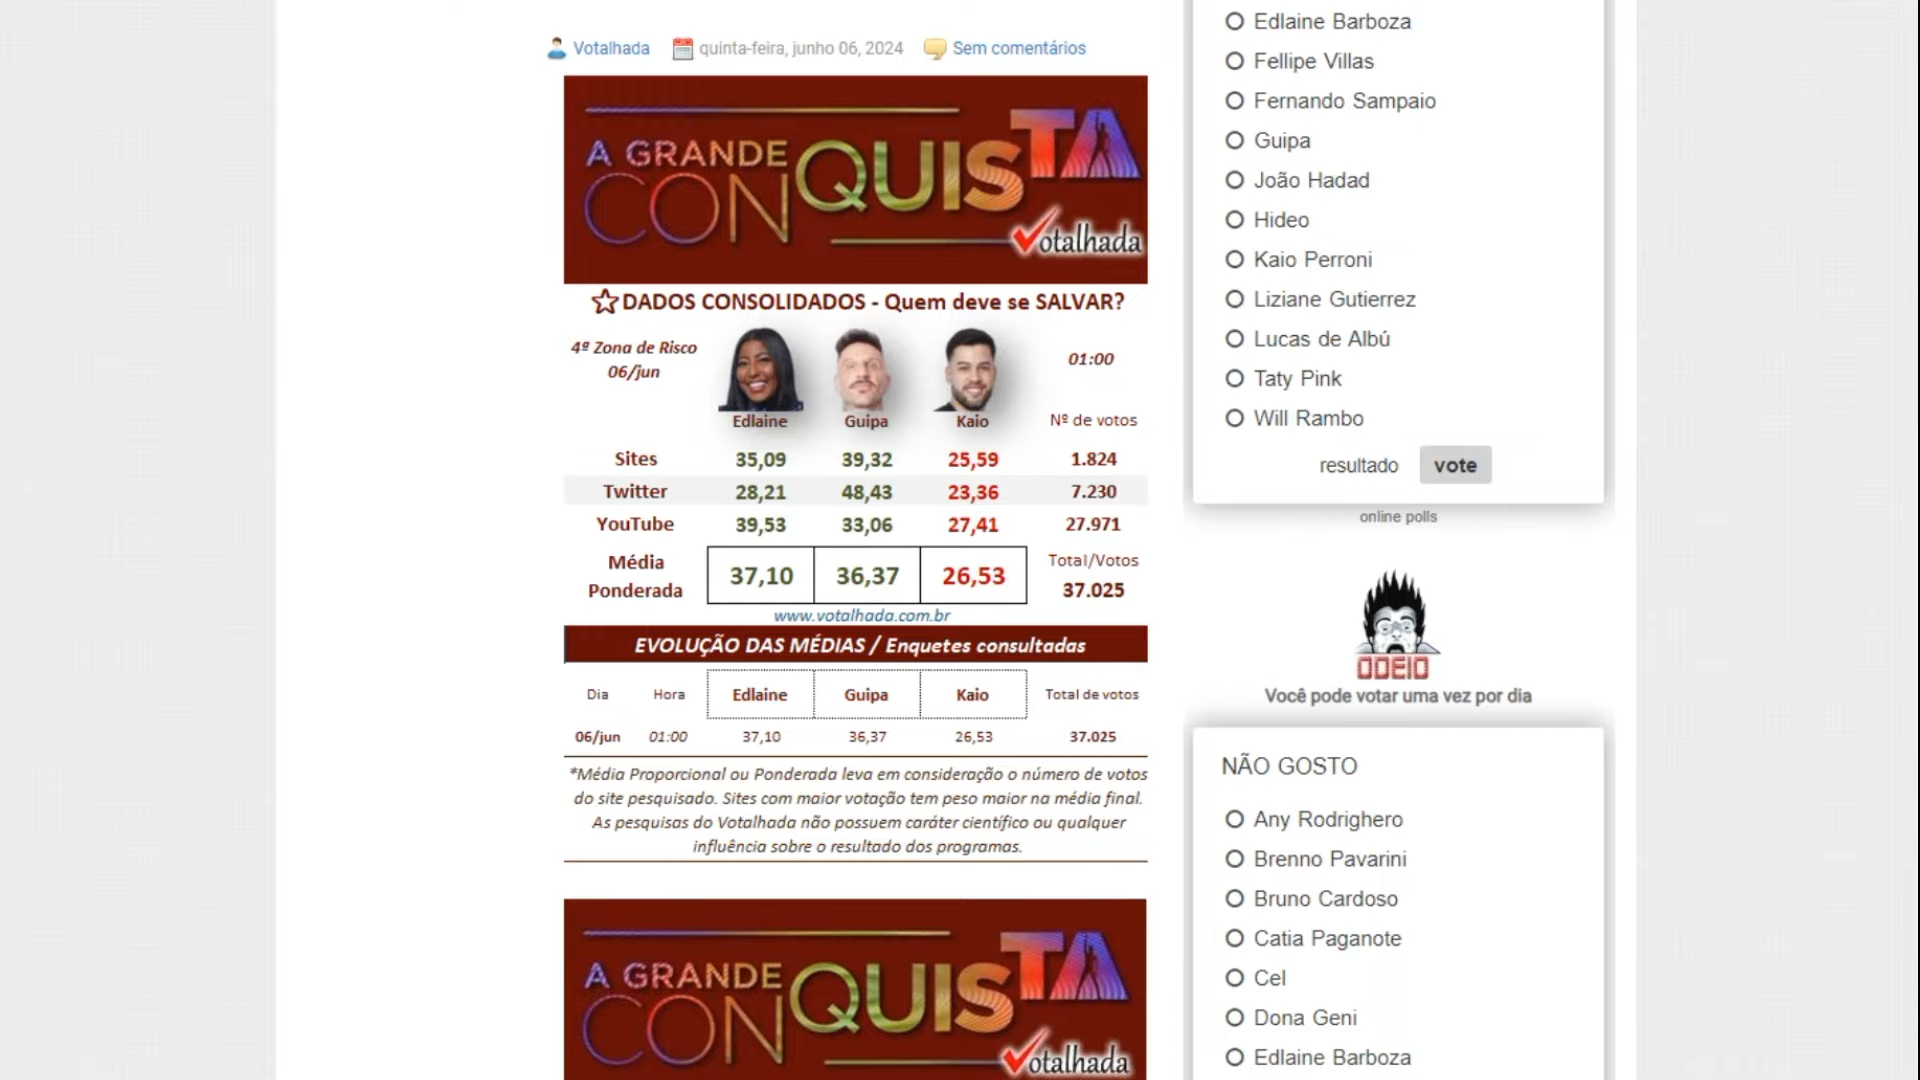 Votalhada quinta-feira, junho 06, 2024 Sem comentários
A GRANDE
CONQUISTA
Votalhada
DADOS CONSOLIDADOS - Quem deve se SALVAR?
4ª Zona de Risco
06/jun
01:00
Edlaine Guipa Kaio Nº de votos
Sites 35,09 39,32 25,59 1.824
Twitter 28,21 48,43 23,36 7.230
YouTube 39,53 33,06 27,41 27.971
Média
Ponderada
37,10 36,37 26,53
Total/Votos
37.025
www.votalhada.com.br
EVOLUÇÃO DAS MÉDIAS / Enquetes consultadas
Dia Hora Edlaine Guipa Kaio Total de votos
06/jun 01:00 37,10 36,37 26,53 37.025
*Média Proporcional ou Ponderada leva em consideração o número de votos
do site pesquisado. Sites com maior votação tem peso maior na média final.
As pesquisas do Votalhada não possuem caráter científico ou qualquer
influência sobre o resultado dos programas.
A GRANDE
CONQUISTA
Votalhada
Edlaine Barboza
Fellipe Villas
Fernando Sampaio
Guipa
João Hadad
Hideo
Kaio Perroni
Liziane Gutierrez
Lucas de Albú
Taty Pink
Will Rambo
resultado vote
online polls
ODEIO
Você pode votar uma vez por dia
NÃO GOSTO
Any Rodrighero
Brenno Pavarini
Bruno Cardoso
Catia Paganote
Cel
Dona Geni
Edlaine Barboza